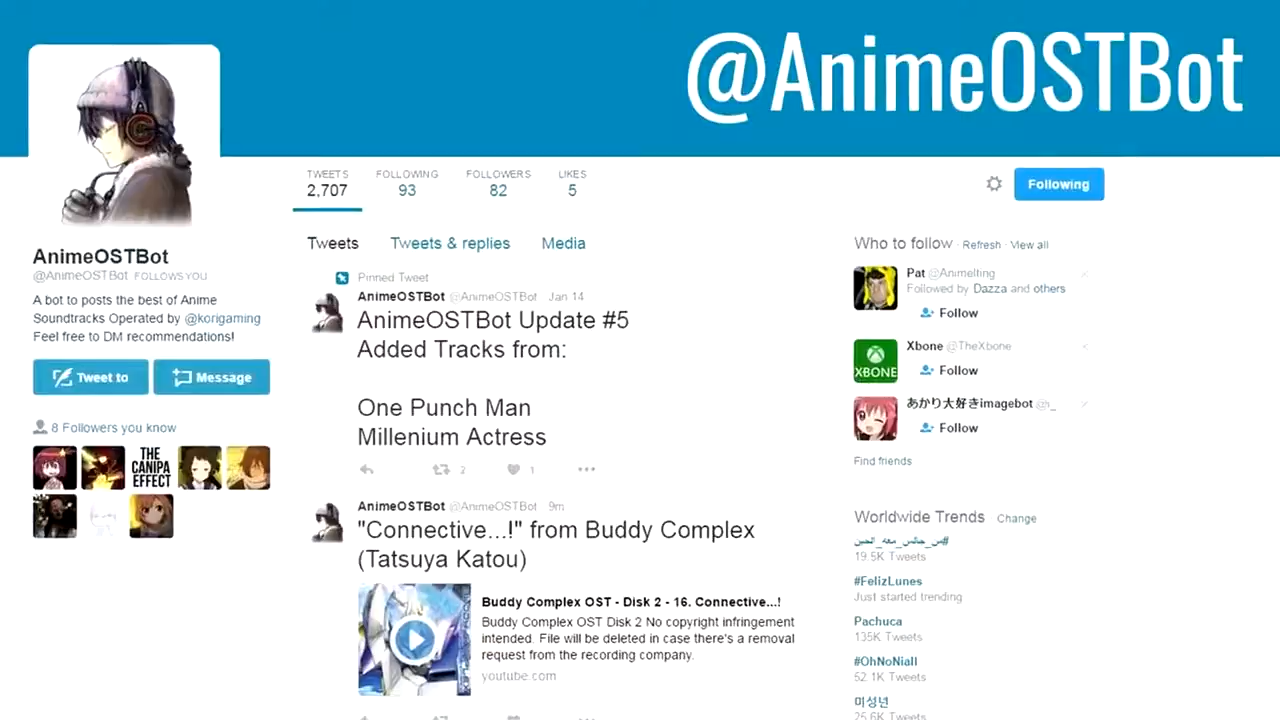 @AnimeOSTBot
TWEETS
2,707
FOLLOWING
93
FOLLOWERS
82
LIKES
5
Following
AnimeOSTBot
@AnimeOSTBot FOLLOWS YOU
A bot to posts the best of Anime
Soundtracks Operated by @korigaming
Feel free to DM recommendations!
Tweet to
Message
8 Followers you know
THE
CANIPA
EFFECT
Tweets
Tweets & replies
Media
Pinned Tweet
AnimeOSTBot @AnimeOSTBot Jan 14
AnimeOSTBot Update #5
Added Tracks from:
One Punch Man
Millenium Actress
2
1
AnimeOSTBot @AnimeOSTBot 9m
"Connective...!" from Buddy Complex
(Tatsuya Katou)
Buddy Complex OST - Disk 2 - 16. Connective...!
Buddy Complex OST Disk 2 No copyright infringement
intended. File will be deleted in case there's a removal
request from the recording company.
youtube.com
Who to follow · Refresh · View all
Pat @Animelting
Followed by Dazza and others
Follow
Xbone @TheXbone
XBONE
Follow
あかり大好きimagebot
Follow
Find friends
Worldwide Trends Change
19.5K Tweets
#FelizLunes
Just started trending
Pachuca
135K Tweets
#OhNoNiall
52.1K Tweets
미성년
25.6K Tweets